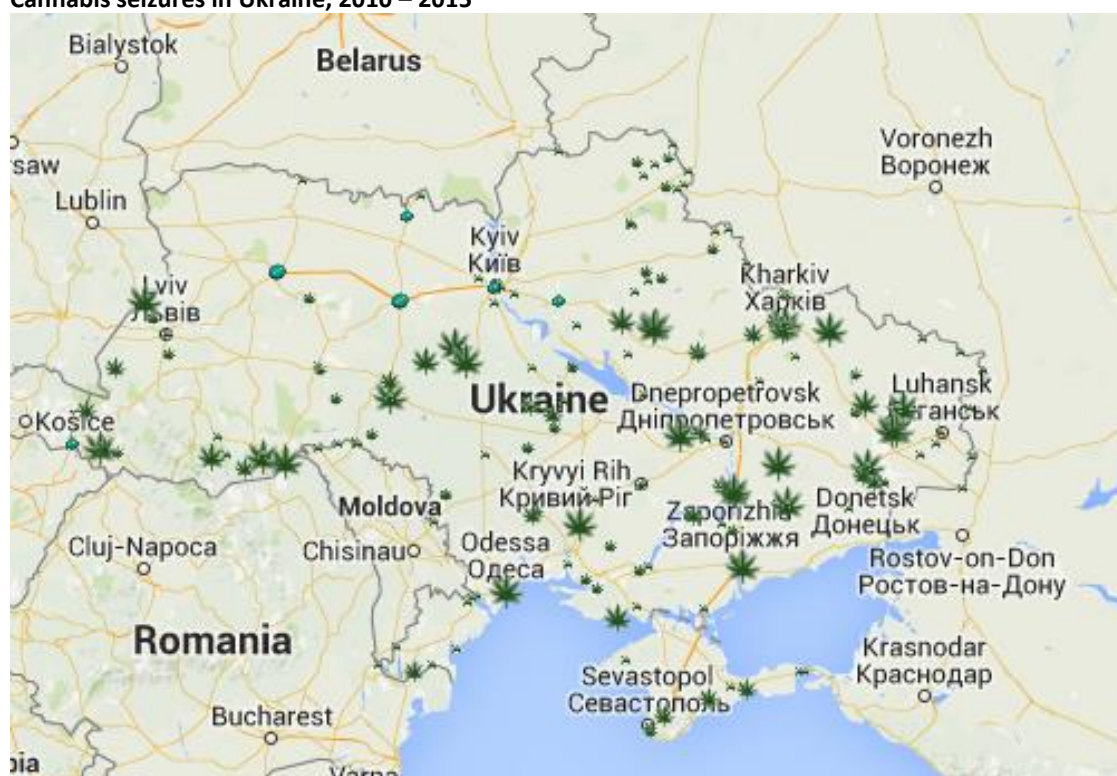 Cannabis seizures in Ukraine, 2010 – 2015
Bialystok
Belarus
Voronezh
Воронеж
saw
Lublin
Kyiv
Київ
Lviv
Львів
Kharkiv
Харків
Ukraine
Dnepropetrovsk
Дніпропетровськ
Luhansk
Луганськ
Košice
Kryvyi Rih
Кривий Ріг
Moldova
Zaporizhia
Запоріжжя
Donetsk
Донецьк
Cluj-Napoca
Chisinau
Odessa
Одеса
Rostov-on-Don
Ростов-на-Дону
Romania
Sevastopol
Севастополь
Krasnodar
Краснодар
Bucharest
Varna